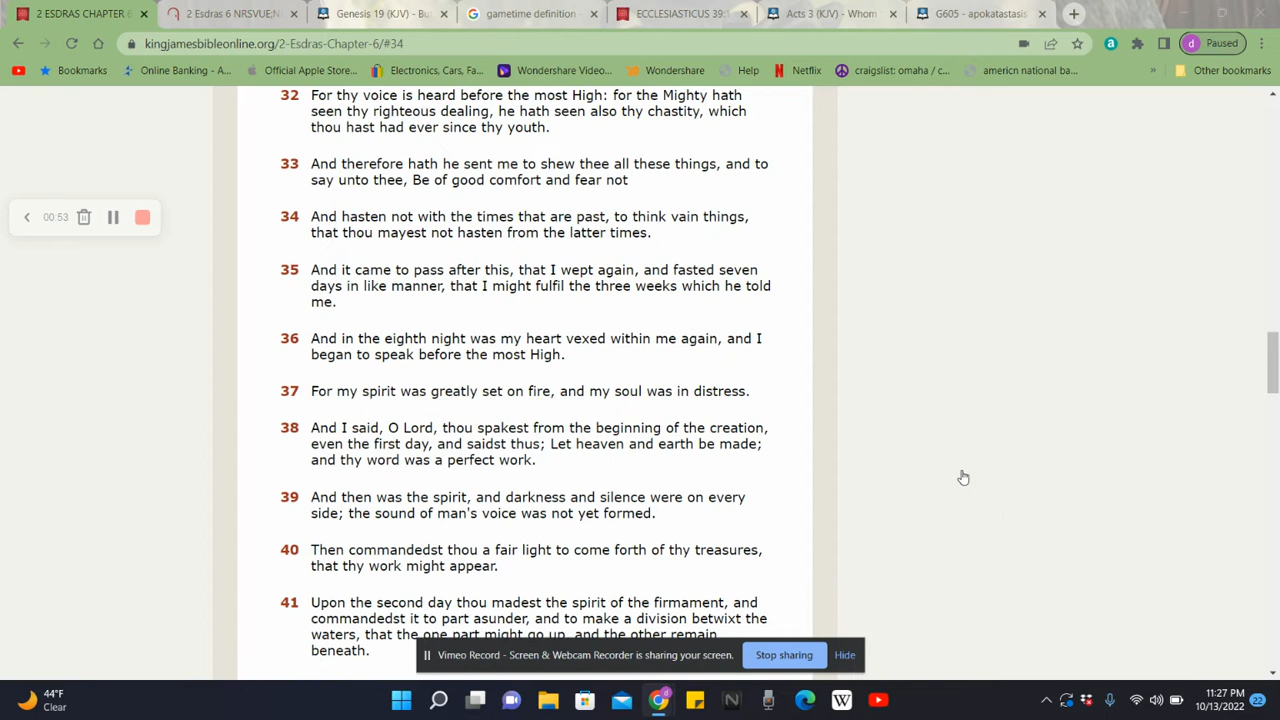 2 ESDRAS CHAPTER 6
2 Esdras 6 NRSVUE;N
Genesis 19 (KJV) - But
gametime definition -
ECCLESIASTICUS 39:1
Acts 3 (KJV) - Whom
G605 - apokatastasis
kingjamesbibleonline.org/2-Esdras-Chapter-6/#34
a
d Paused
Bookmarks
Online Banking - A...
Official Apple Store...
Electronics, Cars, Fa...
Wondershare Video...
Wondershare
Help
Netflix
craigslist: omaha / c...
americn national ba...
»
Other bookmarks
32 For thy voice is heard before the most High: for the Mighty hath
seen thy righteous dealing, he hath seen also thy chastity, which
thou hast had ever since thy youth.
33 And therefore hath he sent me to shew thee all these things, and to
say unto thee, Be of good comfort and fear not
00:53
34 And hasten not with the times that are past, to think vain things,
that thou mayest not hasten from the latter times.
35 And it came to pass after this, that I wept again, and fasted seven
days in like manner, that I might fulfil the three weeks which he told
me.
36 And in the eighth night was my heart vexed within me again, and I
began to speak before the most High.
37 For my spirit was greatly set on fire, and my soul was in distress.
38 And I said, O Lord, thou spakest from the beginning of the creation,
even the first day, and saidst thus; Let heaven and earth be made;
and thy word was a perfect work.
39 And then was the spirit, and darkness and silence were on every
side; the sound of man's voice was not yet formed.
40 Then commandedst thou a fair light to come forth of thy treasures,
that thy work might appear.
41 Upon the second day thou madest the spirit of the firmament, and
commandedst it to part asunder, and to make a division betwixt the
waters, that the one part might go up, and the other remain
beneath.
Vimeo Record - Screen & Webcam Recorder is sharing your screen.
Stop sharing
Hide
44°F
Clear
N
W
11:27 PM
10/13/2022
22